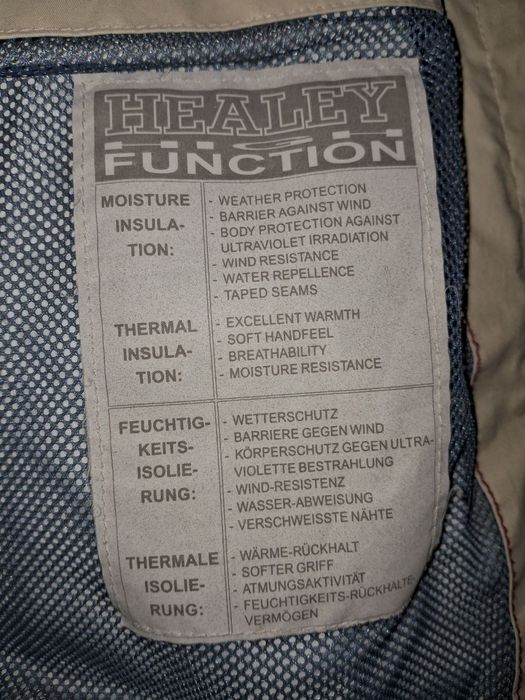 HEALEY
FUNCTION
MOISTURE
INSULA-
TION:
- WEATHER PROTECTION
- BARRIER AGAINST WIND
- BODY PROTECTION AGAINST
ULTRAVIOLET IRRADIATION
- WIND RESISTANCE
- WATER REPELLENCE
- TAPED SEAMS
THERMAL
INSULA-
TION:
- EXCELLENT WARMTH
- SOFT HANDFEEL
- BREATHABILITY
- MOISTURE RESISTANCE
FEUCHTIG-
KEITS-
ISOLIE-
RUNG:
- WETTERSCHUTZ
- BARRIERE GEGEN WIND
- KÖRPERSCHUTZ GEGEN ULTRA-
VIOLETTE BESTRAHLUNG
- WIND-RESISTENZ
- WASSER-ABWEISUNG
- VERSCHWEISSTE NÄHTE
THERMALE
ISOLIE-
RUNG:
- WÄRME-RÜCKHALT
- SOFTER GRIFF
- ATMUNGSAKTIVITÄT
- FEUCHTIGKEITS-RÜCKHALTE-
VERMÖGEN